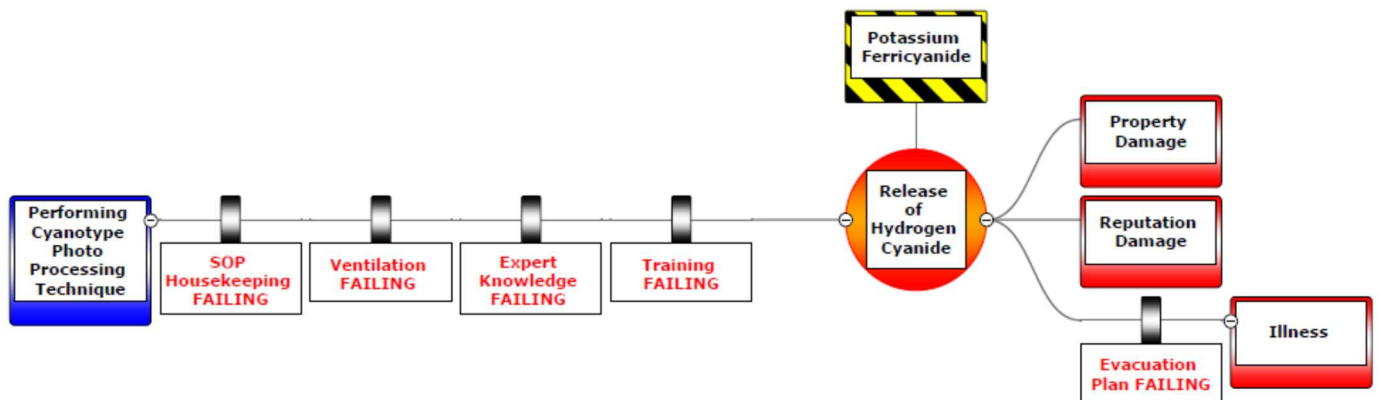 Potassium
Ferricyanide
Property
Damage
Performing
Cyanotype
Photo
Processing
Technique
SOP
Housekeeping
FAILING
Ventilation
FAILING
Expert
Knowledge
FAILING
Training
FAILING
Release
of
Hydrogen
Cyanide
Reputation
Damage
Evacuation
Plan FAILING
Illness